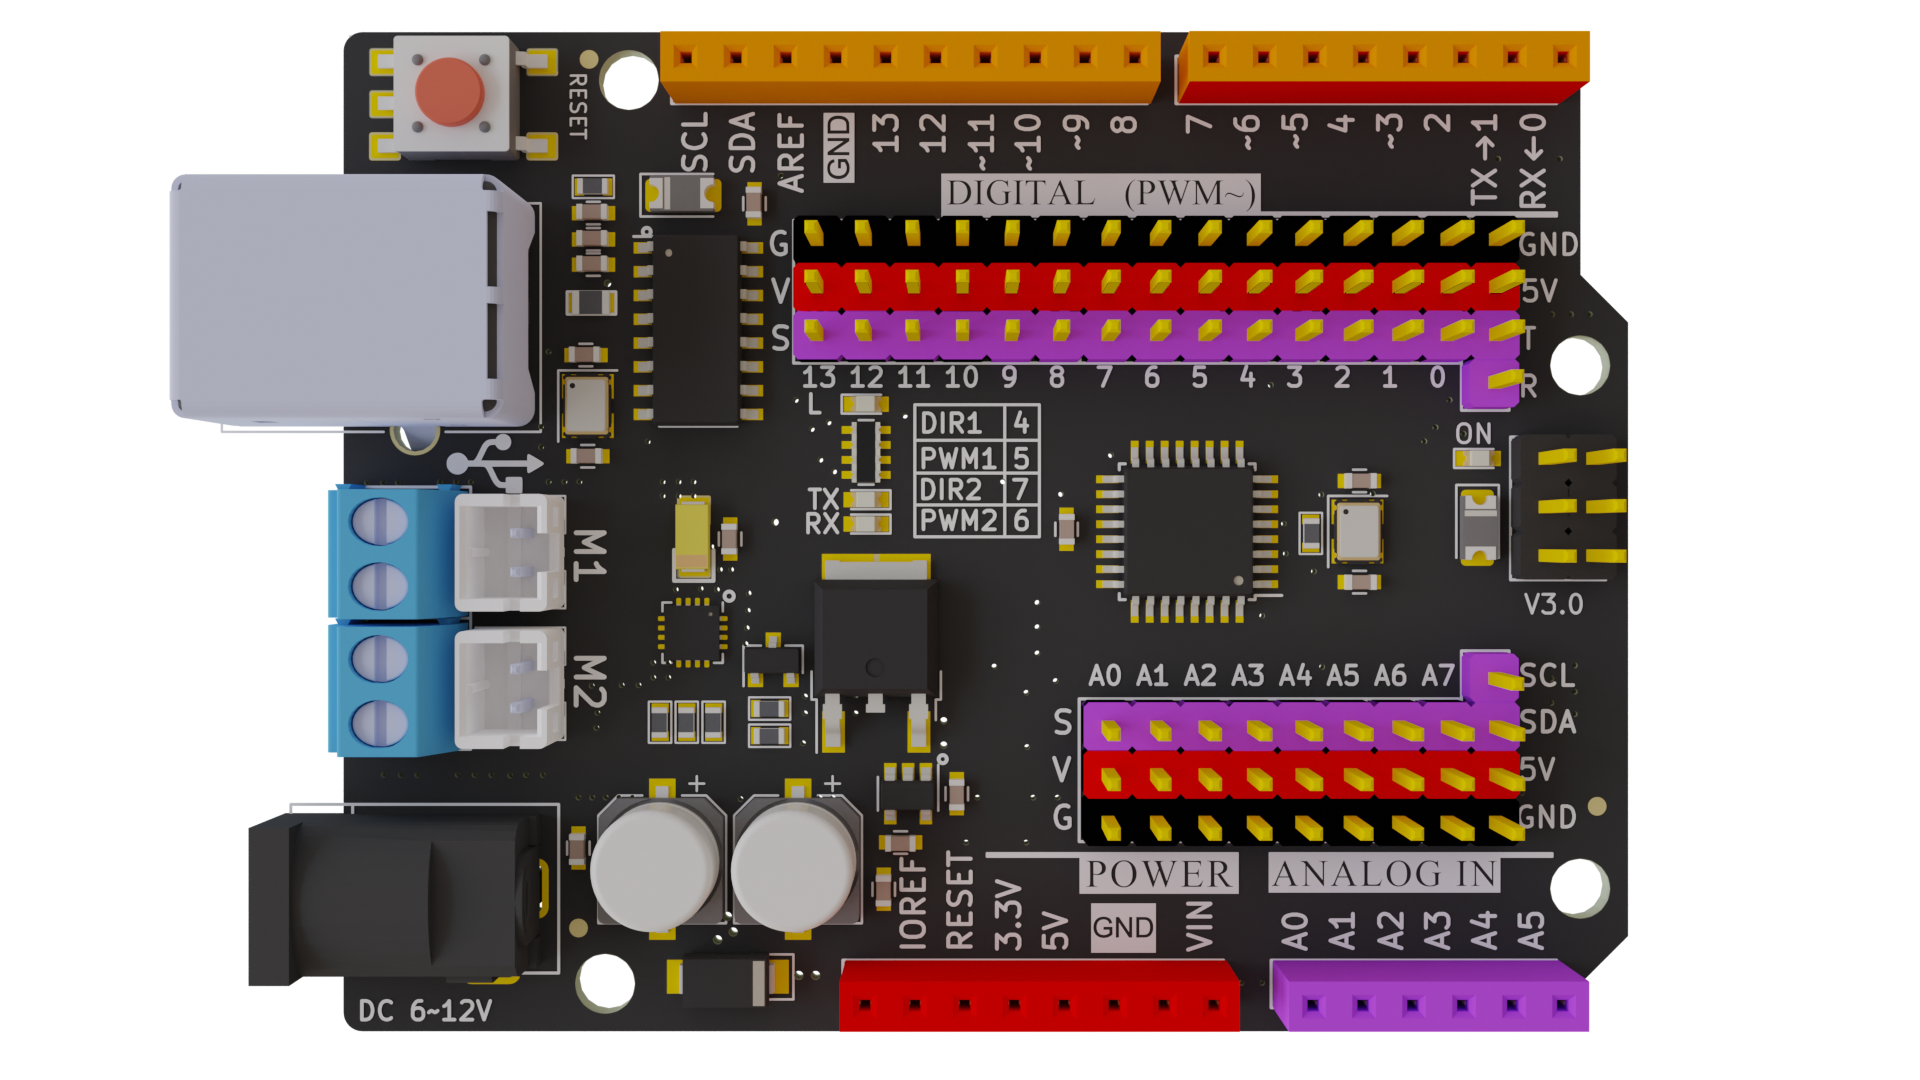 RESET
SCL
SDA
AREF
GND
13
12
~11
~10
~9
8
7
~6
~5
4
~3
2
TX→1
RX←0
DIGITAL (PWM~)
G
GND
V
5V
S
T
13 12 11 10 9 8 7 6 5 4 3 2 1 0
R
L
DIR1 4
PWM1 5
DIR2 7
PWM2 6
ON
TX
RX
M1
V3.0
M2
A0 A1 A2 A3 A4 A5 A6 A7
SCL
S
SDA
V
5V
G
GND
+
+
POWER
ANALOG IN
IOREF
RESET
3.3V
5V
GND
VIN
A0
A1
A2
A3
A4
A5
DC 6~12V